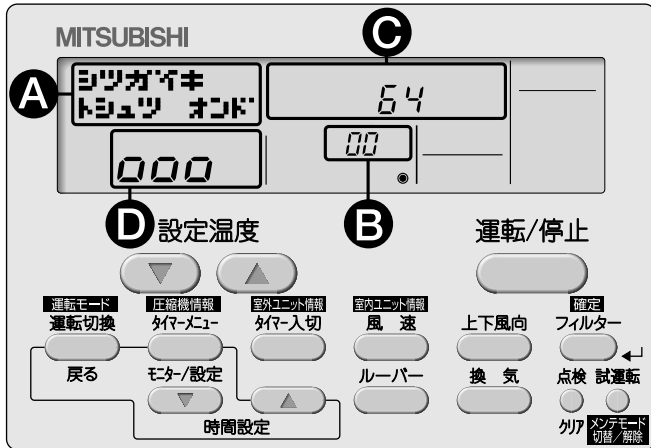 MITSUBISHI
C
A
シツガイキ
トシュツ オンド
64
000
00
D
B
設定温度
運転/停止
運転モード
圧縮機情報
室外ユニット情報
室内ユニット情報
確定
運転切換
タイマーメニュー
タイマー入切
風 速
上下風向
フィルター
戻る
モニター/設定
ルーバー
換 気
点検
試運転
時間設定
クリア
メンテモード
切替/解除